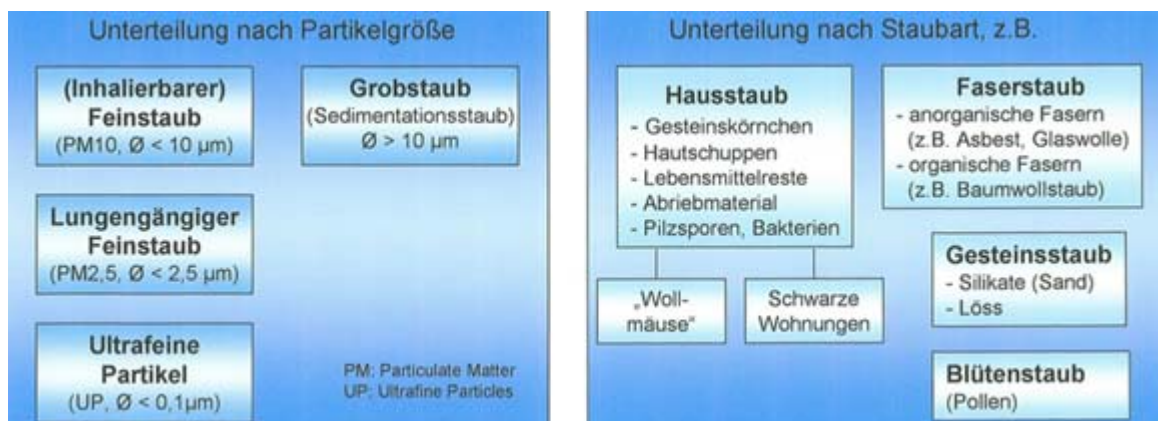 Unterteilung nach Partikelgröße
(Inhalierbarer)
Feinstaub
(PM10, Ø < 10 µm)
Grobstaub
(Sedimentationsstaub)
Ø > 10 µm
Lungengängiger
Feinstaub
(PM2,5, Ø < 2,5 µm)
Ultrafeine
Partikel
(UP, Ø < 0,1µm)
PM: Particulate Matter
UP: Ultrafine Particles
Unterteilung nach Staubart, z.B.
Hausstaub
- Gesteinskörnchen
- Hautschuppen
- Lebensmittelreste
- Abriebmaterial
- Pilzsporen, Bakterien
„Woll-
mäuse“
Schwarze
Wohnungen
Faserstaub
- anorganische Fasern
(z.B. Asbest, Glaswolle)
- organische Fasern
(z.B. Baumwollstaub)
Gesteinsstaub
- Silikate (Sand)
- Löss
Blütenstaub
(Pollen)